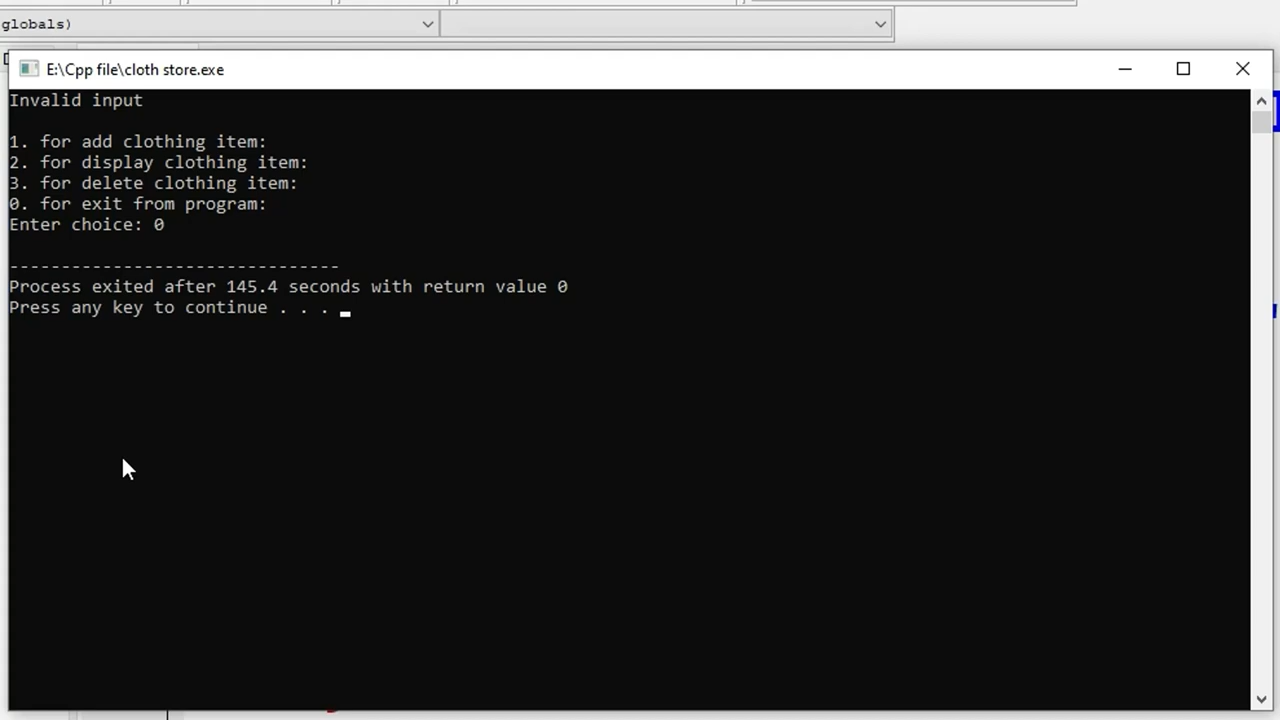 globals)
E:\Cpp file\cloth store.exe
Invalid input
1. for add clothing item:
2. for display clothing item:
3. for delete clothing item:
0. for exit from program:
Enter choice: 0
--------------------------------
Process exited after 145.4 seconds with return value 0
Press any key to continue . . .